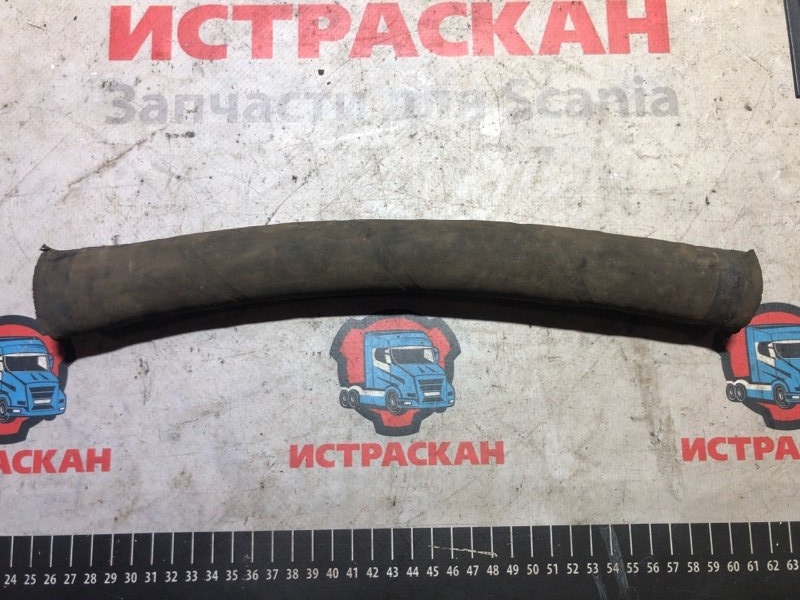 ИСТРАСКАН
Запчасти для Scania
ИСТРАСКАН
ИСТРАСКАН
ИСТРАС
24 25 26 27 28 29 30 31 32 33 34 35 36 37 38 39 40 41 42 43 44 45 46 47 48 49 50 51 52 53 54 55 56 57 58 59 60 61 62 63